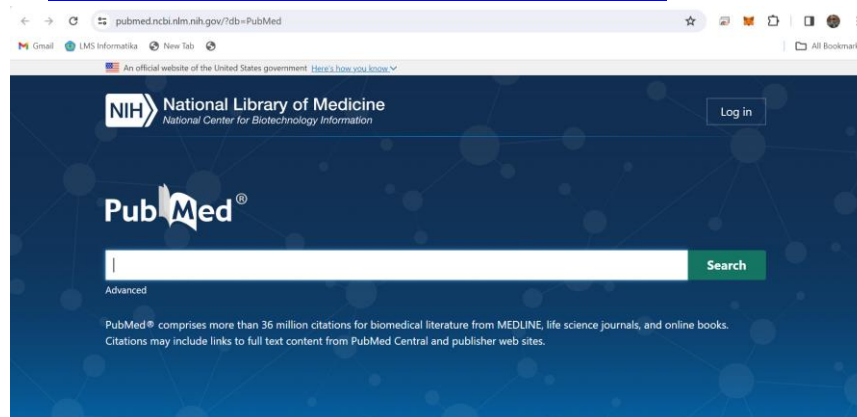 pubmed.ncbi.nlm.nih.gov/?db=PubMed
Gmail LMS Informatika New Tab All Bookmar
An official website of the United States government Here's how you know
NIH National Library of Medicine
National Center for Biotechnology Information
Log in
PubMed®
Search
Advanced
PubMed® comprises more than 36 million citations for biomedical literature from MEDLINE, life science journals, and online books.
Citations may include links to full text content from PubMed Central and publisher web sites.